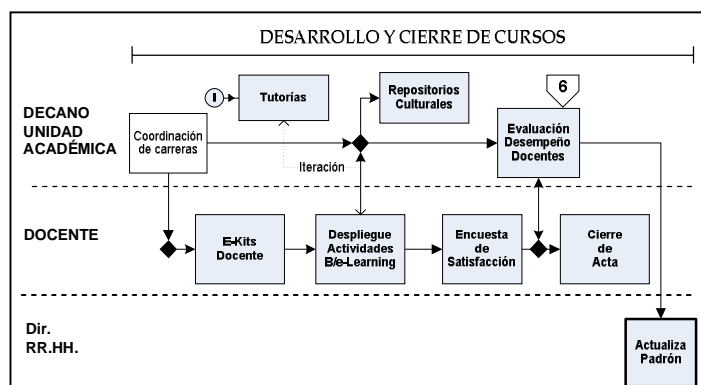 DESARROLLO Y CIERRE DE CURSOS
DECANO
UNIDAD
ACADÉMICA
Coordinación
de carreras
I
Tutorías
Iteración
Repositorios
Culturales
6
Evaluación
Desempeño
Docentes
DOCENTE
E-Kits
Docente
Despliegue
Actividades
B/e-Learning
Encuesta
de
Satisfacción
Cierre
de
Acta
Dir.
RR.HH.
Actualiza
Padrón